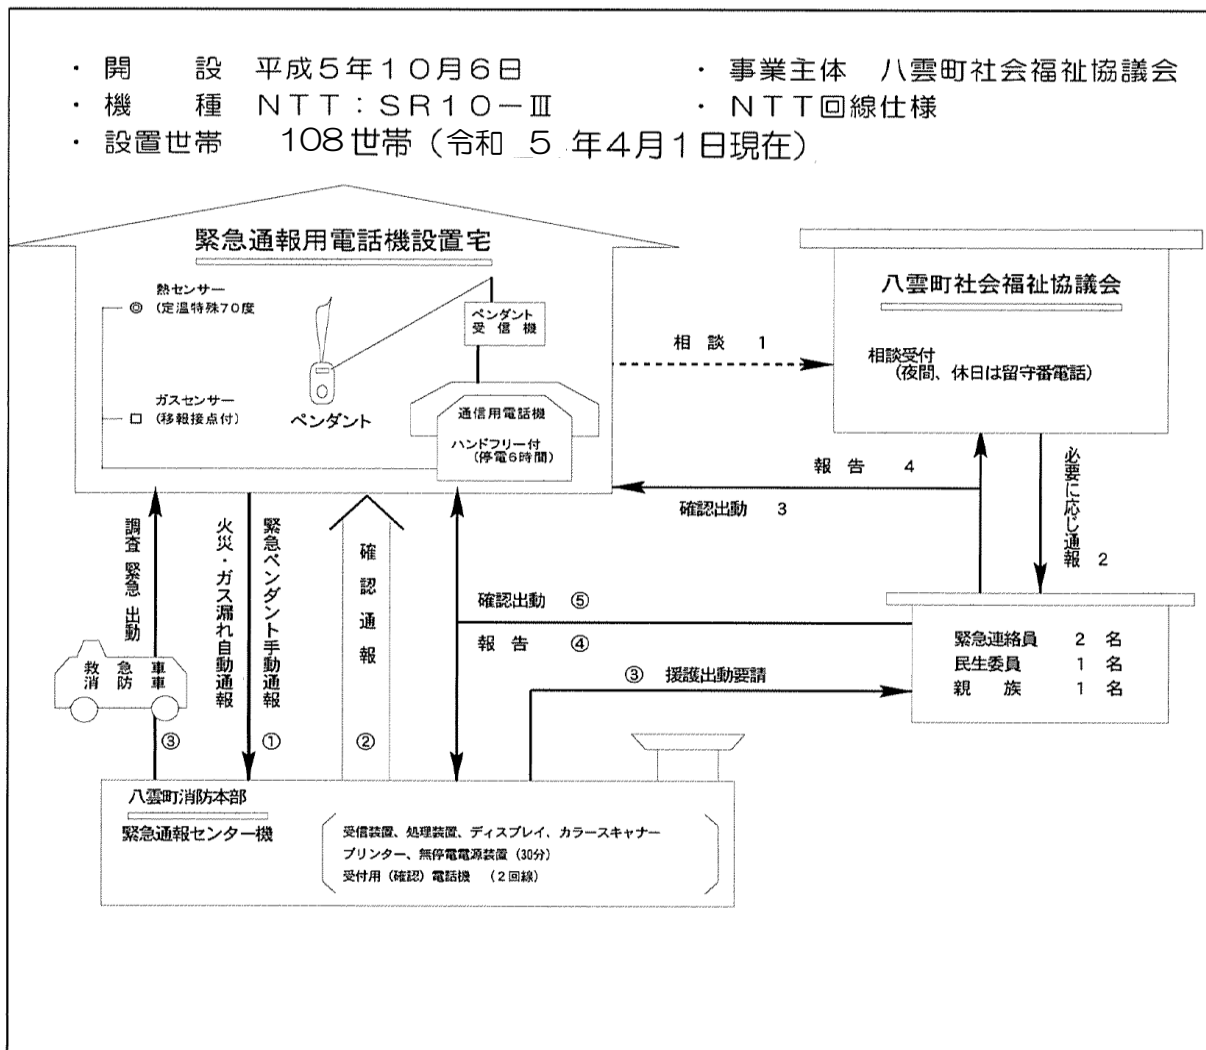 ・ 開　　設　平成5年10月6日
・ 事業主体　八雲町社会福祉協議会
・ 機　　種　NTT：SR10－Ⅲ
・ NTT回線仕様
・ 設置世帯　108世帯（令和 5 年4月1日現在）
緊急通報用電話機設置宅
熱センサー
◎ （定温特殊70度
ガスセンサー
□ （移報接点付）
ペンダント
ペンダント
受 信 機
通信用電話機
ハンドフリー付
（停電6時間）
相　談　1
八雲町社会福祉協議会
相談受付
（夜間、休日は留守番電話）
報　告　4
確認出動　3
必要に応じ通報　2
調査 緊急 出動
火災・ガス漏れ自動通報
緊急ペンダント手動通報
確認通報
確認出動　⑤
報　告　④
③　援護出動要請
緊急連絡員　2　名
民生委員　1　名
親　族　1　名
救急車
消防車
③
①
②
八雲町消防本部
緊急通報センター機
受信装置、処理装置、ディスプレイ、カラースキャナー
プリンター、無停電電源装置（30分）
受付用（確認）電話機　（2回線）